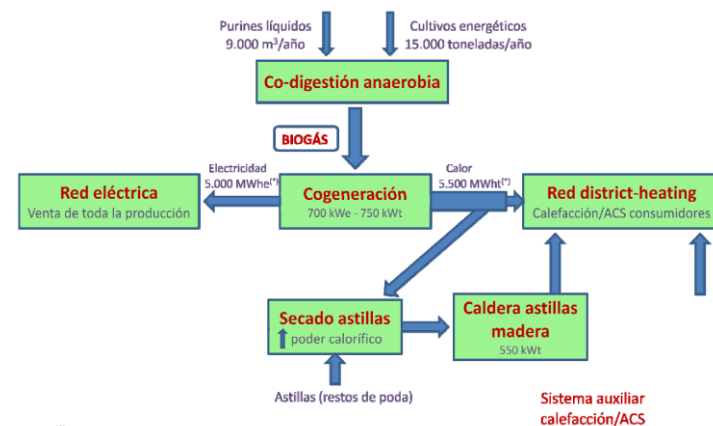 Purines líquidos
9.000 m³/año
Cultivos energéticos
15.000 toneladas/año
Co-digestión anaerobia
BIOGÁS
Electricidad
5.000 MWhe(*)
Calor
5.500 MWht(*)
Red eléctrica
Venta de toda la producción
Cogeneración
700 kWe - 750 kWt
Red district-heating
Calefacción/ACS consumidores
Secado astillas
poder calorífico
Caldera astillas
madera
550 kWt
Astillas (restos de poda)
Sistema auxiliar
calefacción/ACS